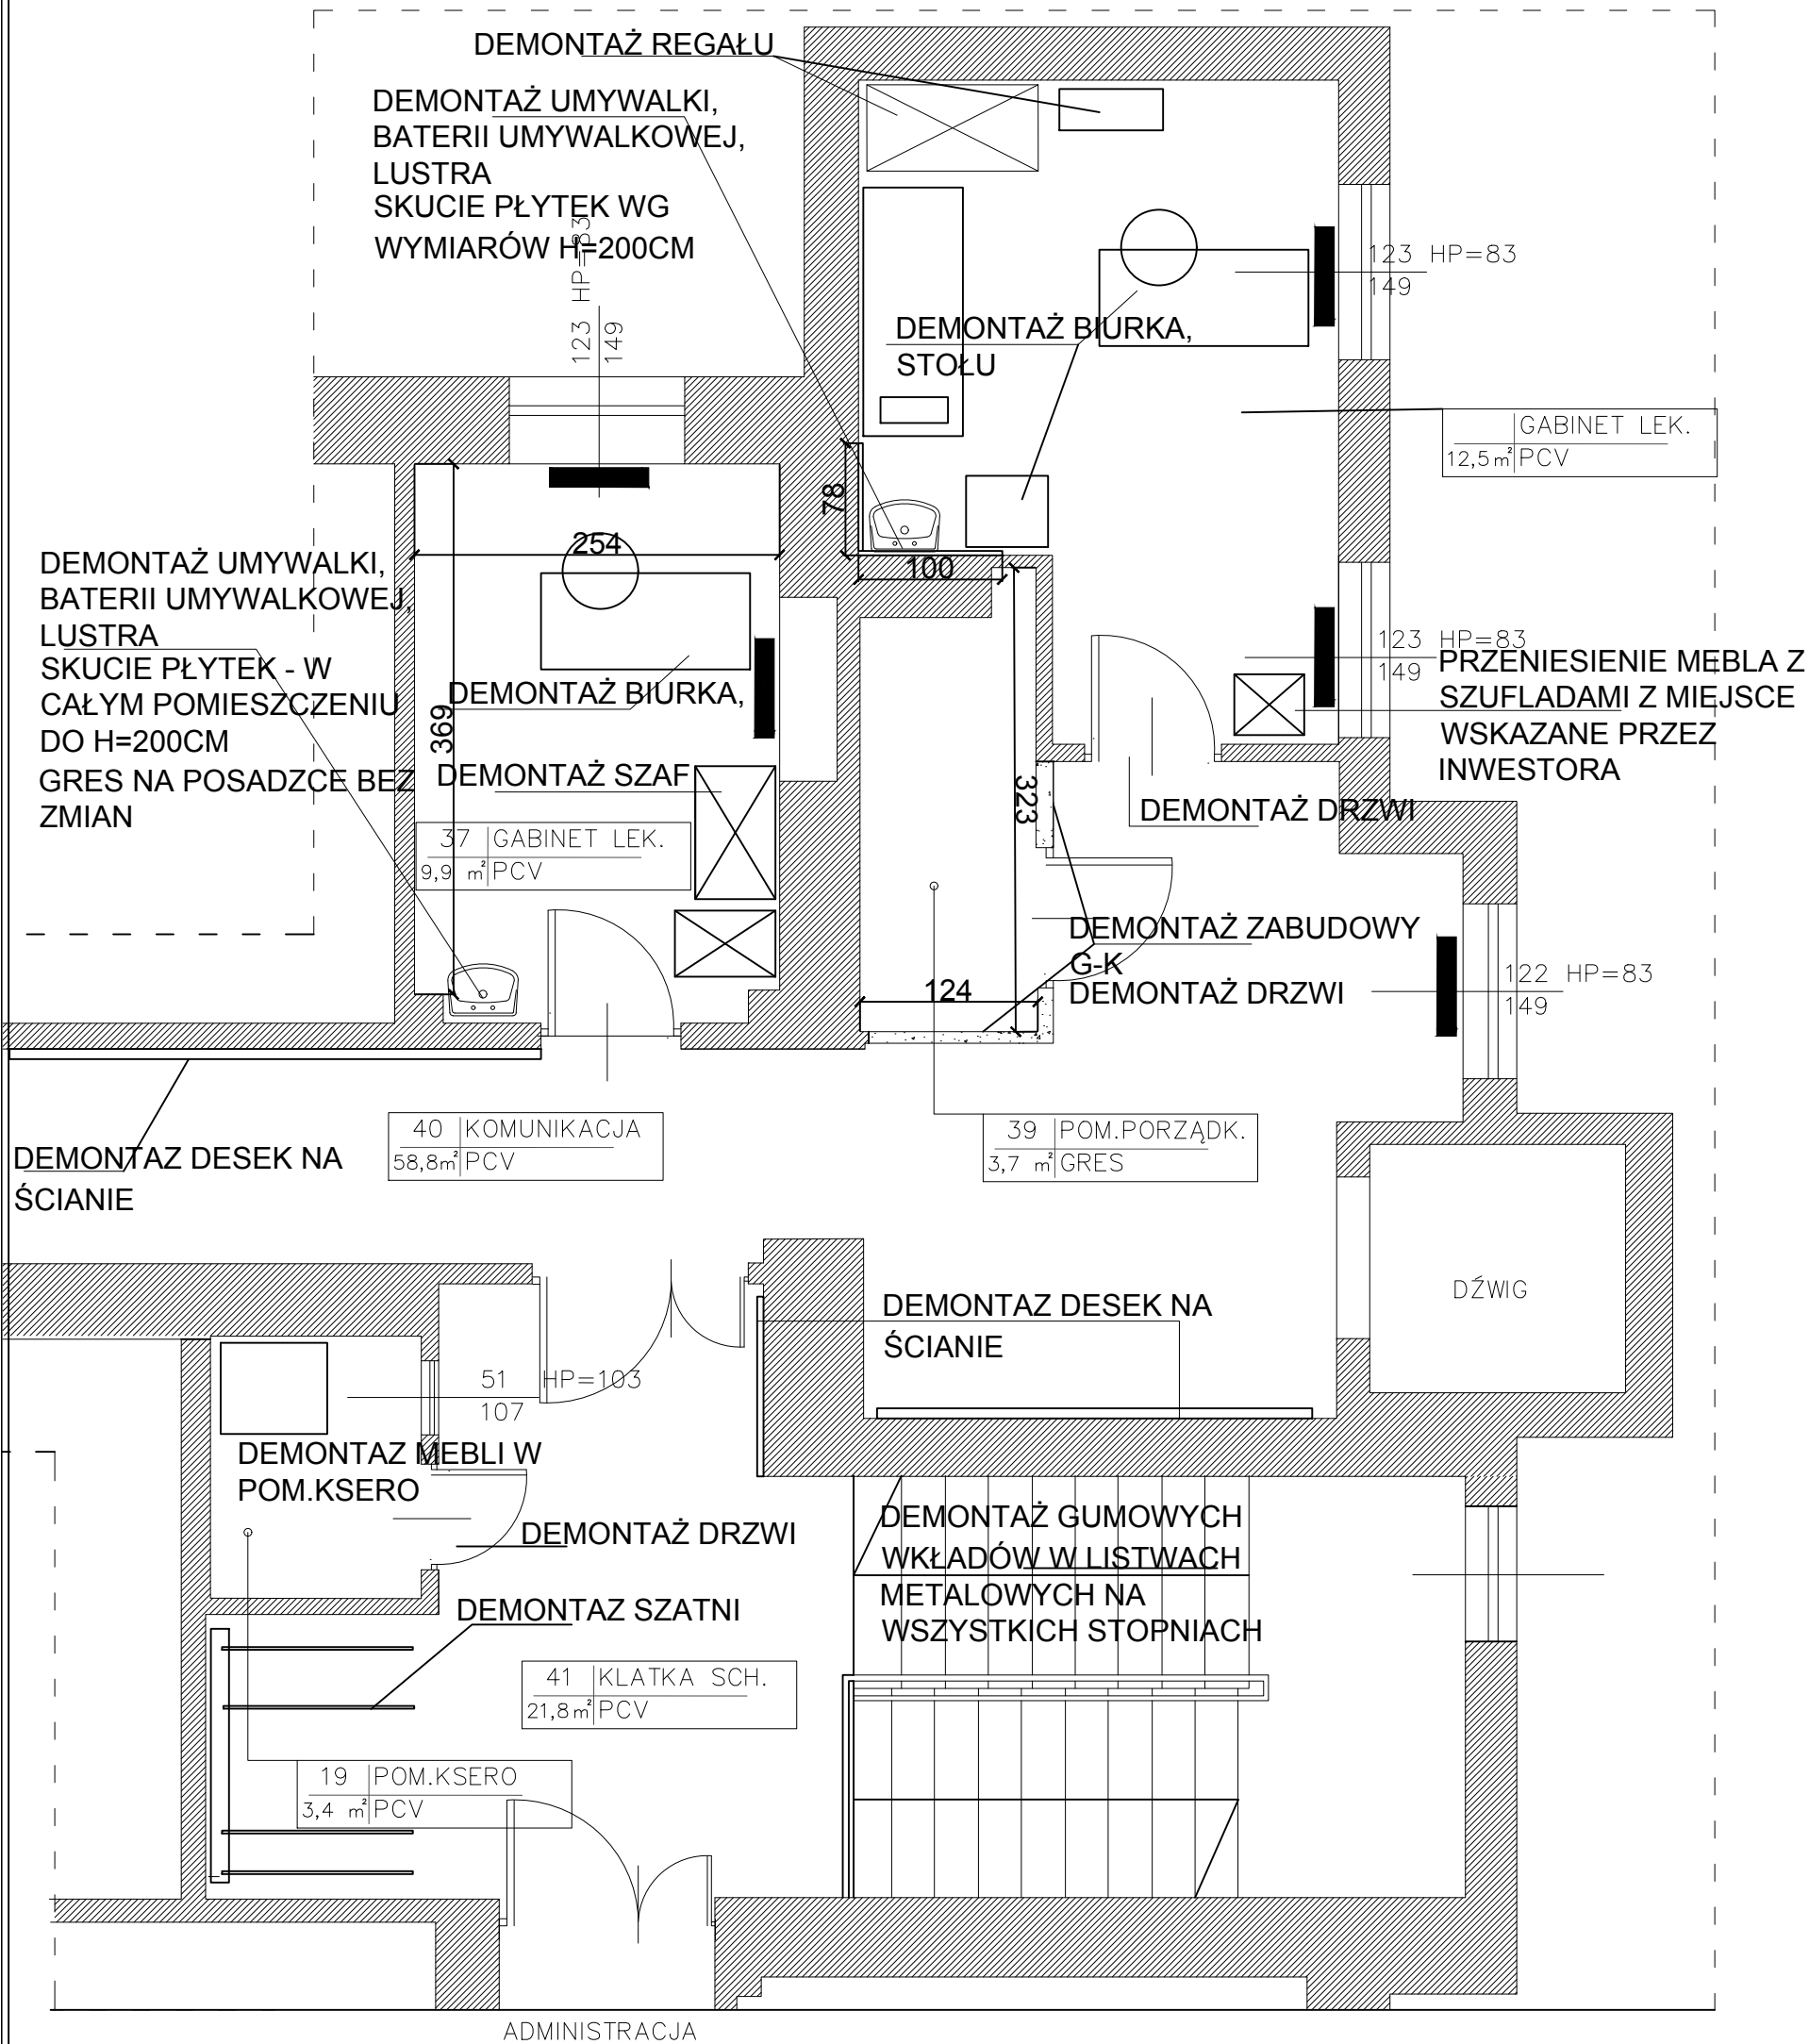 DEMONTAŻ REGAŁU
DEMONTAŻ UMYWALKI,
BATERII UMYWALKOWEJ,
LUSTRA
SKUCIE PŁYTEK WG
WYMIARÓW H=200CM
123 HP=83
149
123 HP=83
149
DEMONTAŻ BIURKA,
STOŁU
GABINET LEK.
12,5 m² PCV
78
100
254
DEMONTAŻ UMYWALKI,
BATERII UMYWALKOWEJ,
LUSTRA
SKUCIE PŁYTEK - W
CAŁYM POMIESZCZENIU
DO H=200CM
GRES NA POSADZCE BEZ
ZMIAN
369
DEMONTAŻ BIURKA,
DEMONTAŻ SZAF
37 GABINET LEK.
9,9 m² PCV
123 HP=83
149
PRZENIESIENIE MEBLA Z
SZUFLADAMI Z MIEJSCE
WSKAZANE PRZEZ
INWESTORA
323
DEMONTAŻ DRZWI
DEMONTAŻ ZABUDOWY
G-K
DEMONTAŻ DRZWI
124
122 HP=83
149
40 KOMUNIKACJA
58,8m² PCV
39 POM.PORZĄDK.
3,7 m² GRES
DEMONTAZ DESEK NA
ŚCIANIE
DŹWIG
DEMONTAZ DESEK NA
ŚCIANIE
51 HP=103
107
DEMONTAZ MEBLI W
POM.KSERO
DEMONTAŻ DRZWI
DEMONTAŻ GUMOWYCH
WKŁADÓW W LISTWACH
METALOWYCH NA
WSZYSTKICH STOPNIACH
DEMONTAZ SZATNI
41 KLATKA SCH.
21,8m² PCV
19 POM.KSERO
3,4 m² PCV
ADMINISTRACJA